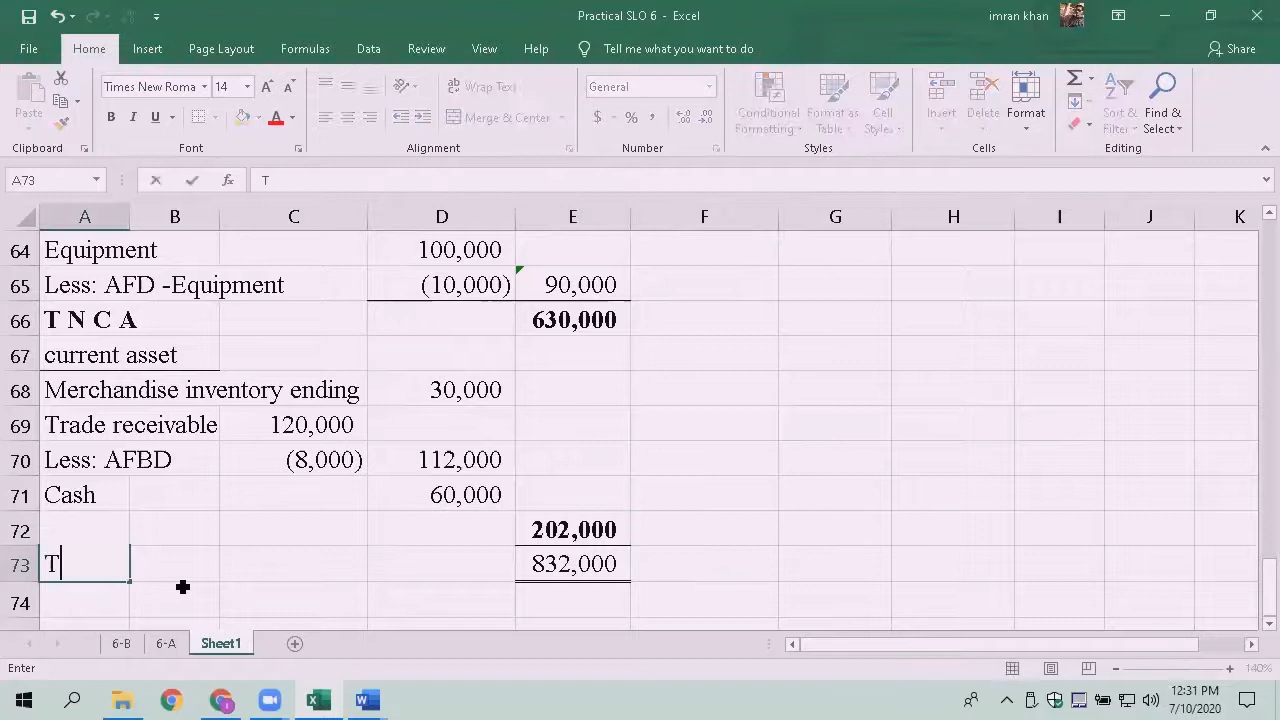 Practical SLO 6 - Excel
imran khan
File Home Insert Page Layout Formulas Data Review View Help Tell me what you want to do Share
Paste
Clipboard
Times New Roma 14 A A
B I U A
Font
ab Wrap Text
Merge & Center
Alignment
General
$ % , .00
Number
Conditional Formatting
Format as Table
Cell Styles
Styles
Insert Delete Format
Cells
Sort & Filter
Find & Select
Editing
A73 fx T
A B C D E F G H I J K
64 Equipment 100,000
65 Less: AFD -Equipment (10,000) 90,000
66 T N C A 630,000
67 current asset
68 Merchandise inventory ending 30,000
69 Trade receivable 120,000
70 Less: AFBD (8,000) 112,000
71 Cash 60,000
72 202,000
73 T 832,000
74
6-B 6-A Sheet1
Enter 140%
12:31 PM
7/10/2020